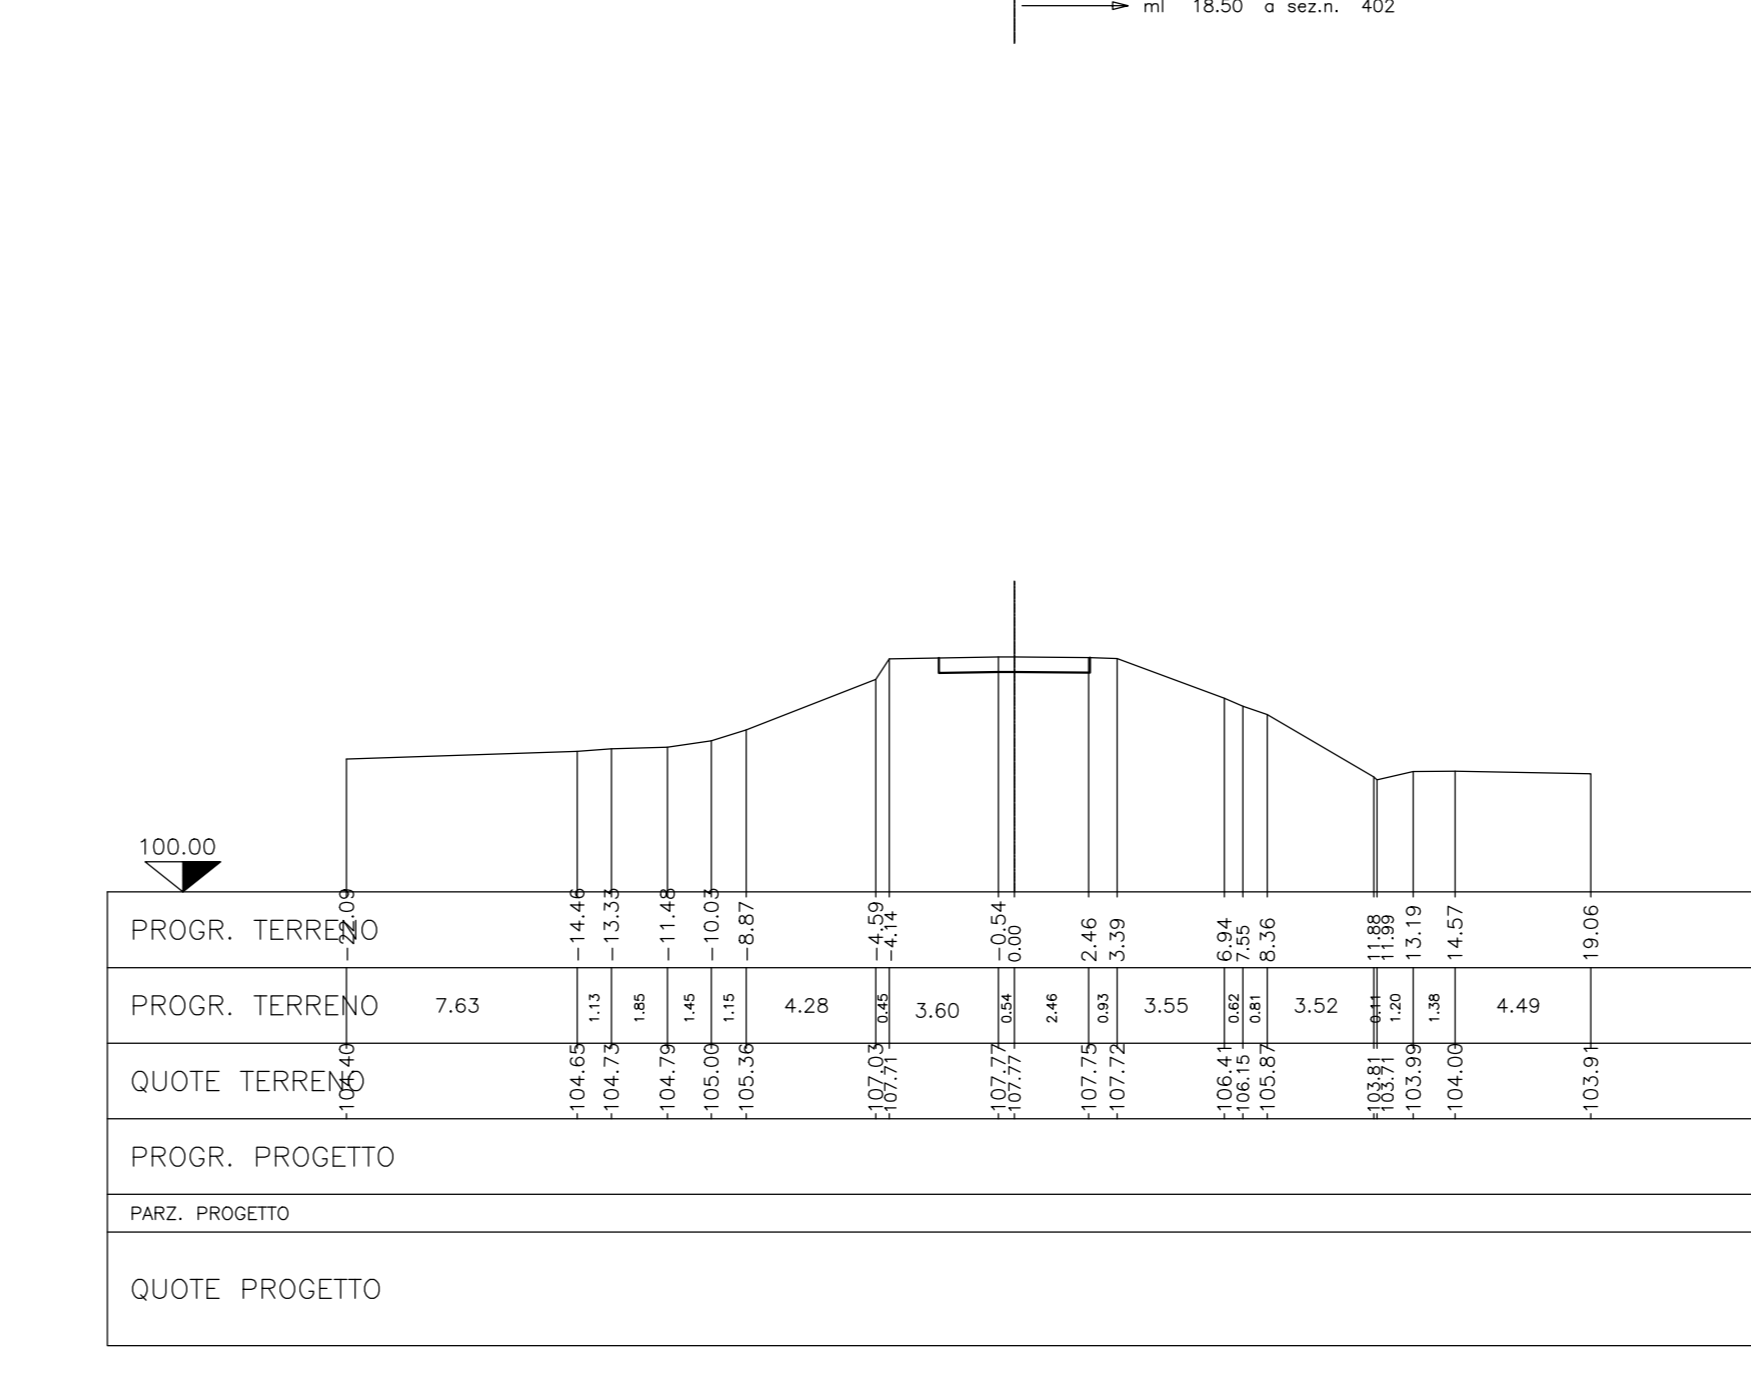 ml 18.50 a sez.n. 402
100.00
PROGR. TERRENO -22.09 -14.46 -13.33 -11.48 -10.03 -8.87 -4.59 -4.14 -0.54 0.00 2.46 3.39 6.94 7.55 8.36 11.88 11.99 13.19 14.57 19.06
PROGR. TERRENO 7.63 1.13 1.85 1.45 1.15 4.28 0.45 3.60 0.54 2.46 0.93 3.55 0.62 0.81 3.52 0.11 1.20 1.38 4.49
QUOTE TERRENO 104.40 104.65 104.73 104.79 105.00 105.36 107.03 107.71 107.77 107.77 107.75 107.72 106.41 106.15 105.87 103.81 103.71 103.99 104.00 103.91
PROGR. PROGETTO
PARZ. PROGETTO
QUOTE PROGETTO